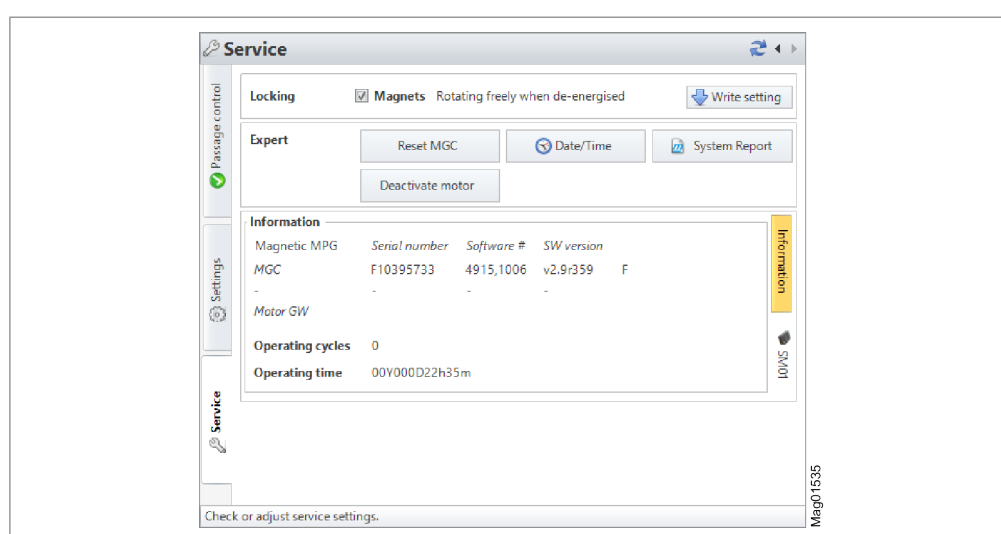 Service
Passage control
Settings
Service
Locking Magnets Rotating freely when de-energised Write setting
Expert Reset MGC Date/Time System Report
Deactivate motor
Information
Magnetic MPG Serial number Software # SW version
MGC F10395733 4915,1006 v2.9r359 F
- - - -
Motor GW
Operating cycles 0
Operating time 00Y000D22h35m
Information
SM01
Check or adjust service settings.
Mag01535